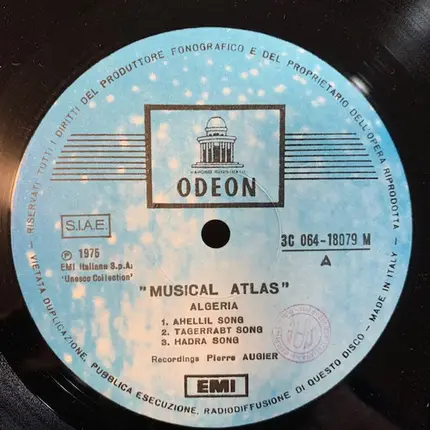 RISERVATI TUTTI I DIRITTI DEL PRODUTTORE FONOGRAFICO E DEL PROPRIETARIO DELL'OPERA RIPRODOTTA
ODEON
S.I.A.E.
3C 064-18079 M
A
Ⓟ 1975
EMI Italiana S.p.A.
"Unesco Collection"
"MUSICAL ATLAS"
ALGERIA
1. AHELLIL SONG
2. TAGERRABT SONG
3. HADRA SONG
Recordings Pierre AUGIER
EMI
VIETATA DUPLICAZIONE, PUBBLICA ESECUZIONE, RADIODIFFUSIONE DI QUESTO DISCO - MADE IN ITALY -